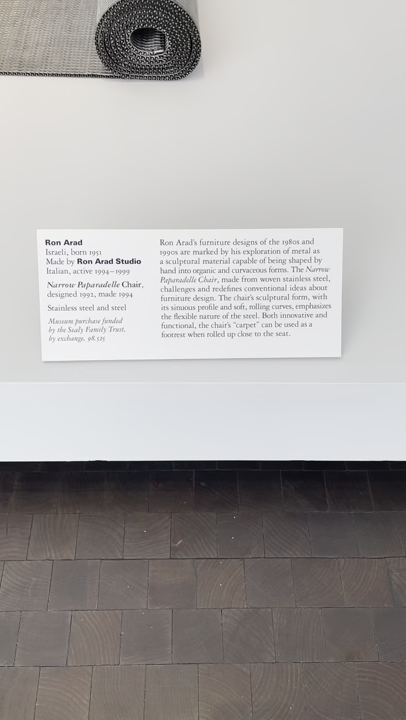 Ron Arad
Israeli, born 1951
Made by Ron Arad Studio
Italian, active 1994–1999
Narrow Paparadelle Chair,
designed 1992, made 1994
Stainless steel and steel
Museum purchase funded
by the Sealy Family Trust,
by exchange, 98.525
Ron Arad's furniture designs of the 1980s and
1990s are marked by his exploration of metal as
a sculptural material capable of being shaped by
hand into organic and curvaceous forms. The Narrow
Paparadelle Chair, made from woven stainless steel,
challenges and redefines conventional ideas about
furniture design. The chair's sculptural form, with
its sinuous profile and soft, rolling curves, emphasizes
the flexible nature of the steel. Both innovative and
functional, the chair's "carpet" can be used as a
footrest when rolled up close to the seat.